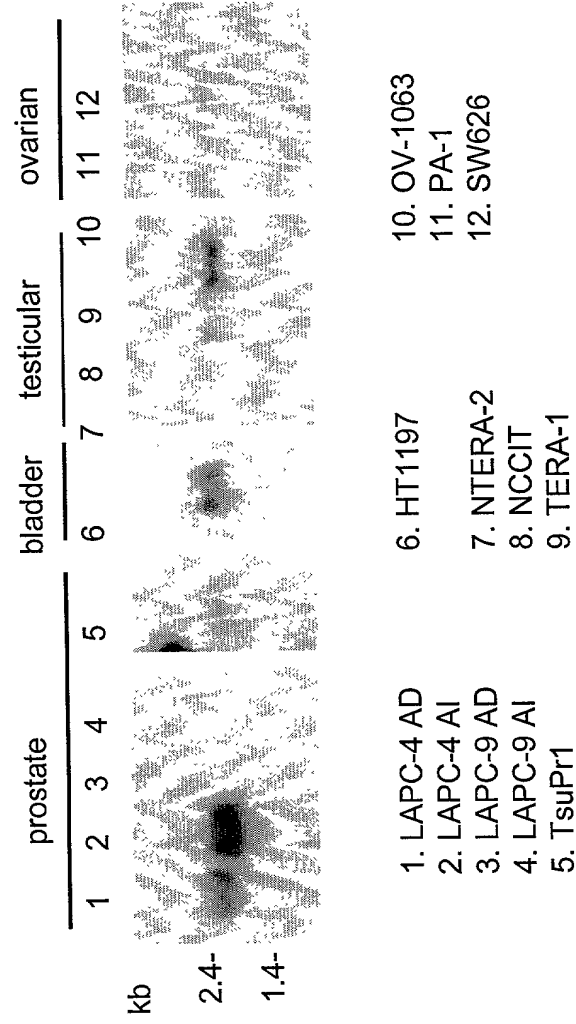 prostate bladder testicular ovarian
1 2 3 4 5 6 7 8 9 10 11 12
kb
2.4-
1.4-
1. LAPC-4 AD
2. LAPC-4 AI
3. LAPC-9 AD
4. LAPC-9 AI
5. TsuPr1
6. HT1197
7. NTERA-2
8. NCCIT
9. TERA-1
10. OV-1063
11. PA-1
12. SW626